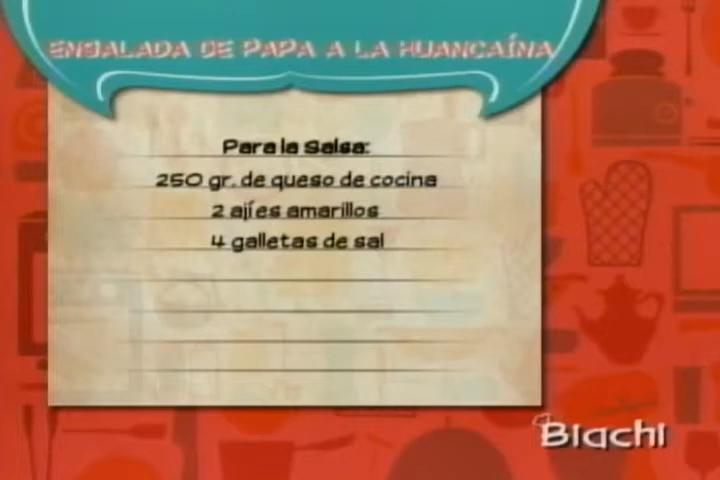 ENSALADA DE PAPA A LA HUANCAÍNA
Para la Salsa:
250 gr. de queso de cocina
2 ajíes amarillos
4 galletas de sal
Blachi